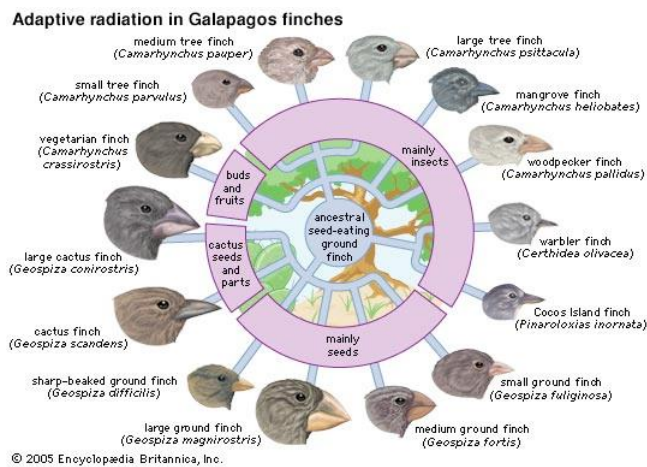 Adaptive radiation in Galapagos finches
medium tree finch
(Camarhynchus pauper)
large tree finch
(Camarhynchus psittacula)
small tree finch
(Camarhynchus parvulus)
mangrove finch
(Camarhynchus heliobates)
vegetarian finch
(Camarhynchus
crassirostris)
mainly
insects
woodpecker finch
(Camarhynchus pallidus)
buds
and
fruits
ancestral
seed-eating
ground
finch
warbler finch
(Certhidea olivacea)
large cactus finch
(Geospiza conirostris)
cactus
seeds
and
parts
Cocos Island finch
(Pinaroloxias inornata)
cactus finch
(Geospiza scandens)
mainly
seeds
sharp-beaked ground finch
(Geospiza difficilis)
small ground finch
(Geospiza fuliginosa)
large ground finch
(Geospiza magnirostris)
medium ground finch
(Geospiza fortis)
© 2005 Encyclopædia Britannica, Inc.